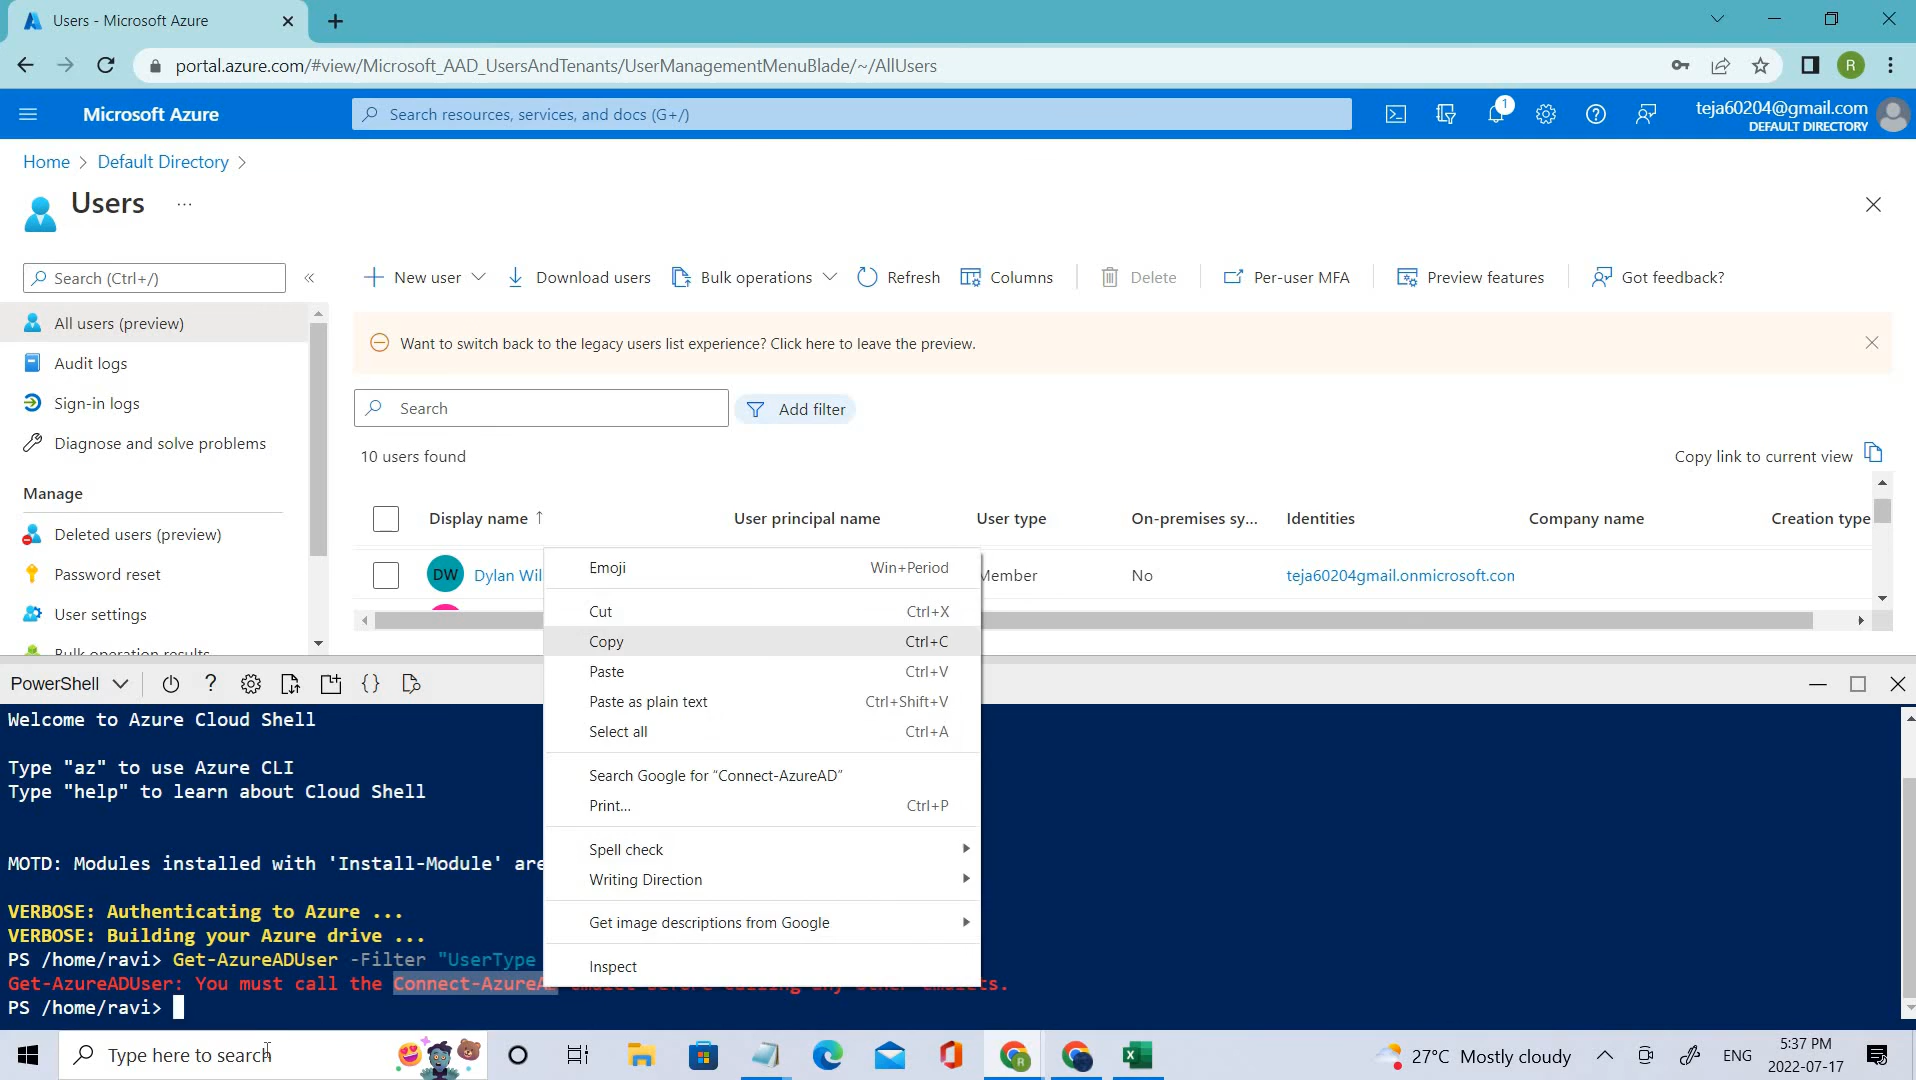 Users - Microsoft Azure
portal.azure.com/#view/Microsoft_AAD_UsersAndTenants/UserManagementMenuBlade/~/AllUsers
R
Microsoft Azure
Search resources, services, and docs (G+/)
1
teja60204@gmail.com
DEFAULT DIRECTORY
Home > Default Directory >
Users ...
Search (Ctrl+/)
«
New user
Download users
Bulk operations
Refresh
Columns
Delete
Per-user MFA
Preview features
Got feedback?
All users (preview)
Audit logs
Sign-in logs
Diagnose and solve problems
Manage
Deleted users (preview)
Password reset
User settings
Bulk operation results
Want to switch back to the legacy users list experience? Click here to leave the preview.
Search
Add filter
10 users found
Copy link to current view
Display name ↑
User principal name
User type
On-premises sy...
Identities
Company name
Creation type
DW
Dylan Wil
Member
No
teja60204gmail.onmicrosoft.con
Emoji Win+Period
Cut Ctrl+X
Copy Ctrl+C
Paste Ctrl+V
Paste as plain text Ctrl+Shift+V
Select all Ctrl+A
Search Google for “Connect-AzureAD”
Print... Ctrl+P
Spell check
Writing Direction
Get image descriptions from Google
Inspect
PowerShell
?
{}
Welcome to Azure Cloud Shell
Type "az" to use Azure CLI
Type "help" to learn about Cloud Shell
MOTD: Modules installed with 'Install-Module' are
VERBOSE: Authenticating to Azure ...
VERBOSE: Building your Azure drive ...
PS /home/ravi> Get-AzureADUser -Filter "UserType
Get-AzureADUser: You must call the Connect-AzureAD cmdlet before calling any other cmdlets.
PS /home/ravi>
Type here to search
27°C Mostly cloudy
ENG
5:37 PM
2022-07-17